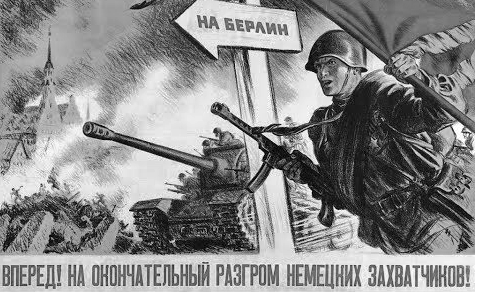 НА БЕРЛИН
ВПЕРЕД! НА ОКОНЧАТЕЛЬНЫЙ РАЗГРОМ НЕМЕЦКИХ ЗАХВАТЧИКОВ!